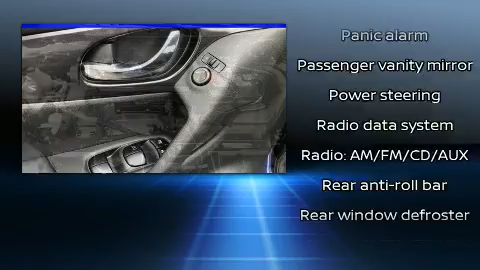 Panic alarm
Passenger vanity mirror
Power steering
Radio data system
Radio: AM/FM/CD/AUX
Rear anti-roll bar
Rear window defroster